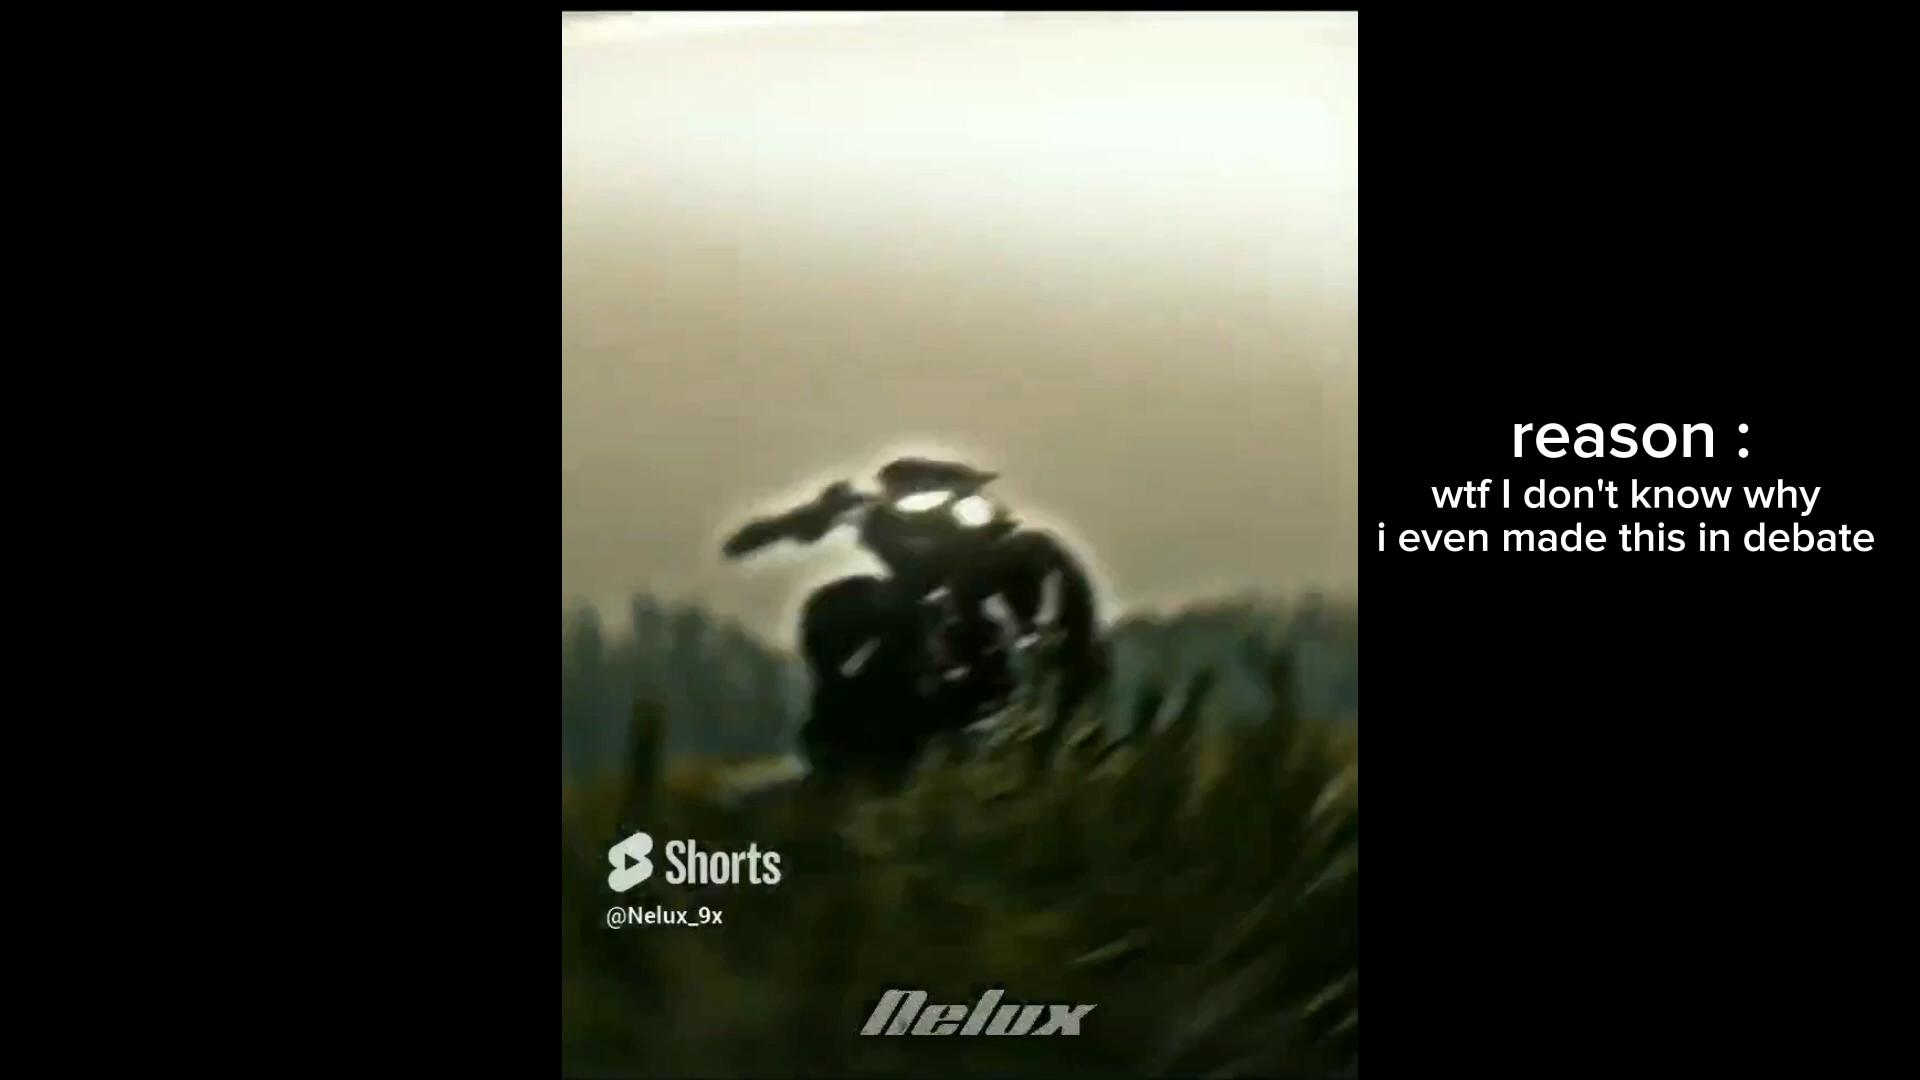 reason :
wtf I don't know why
i even made this in debate
Shorts
@Nelux_9x
Nelux